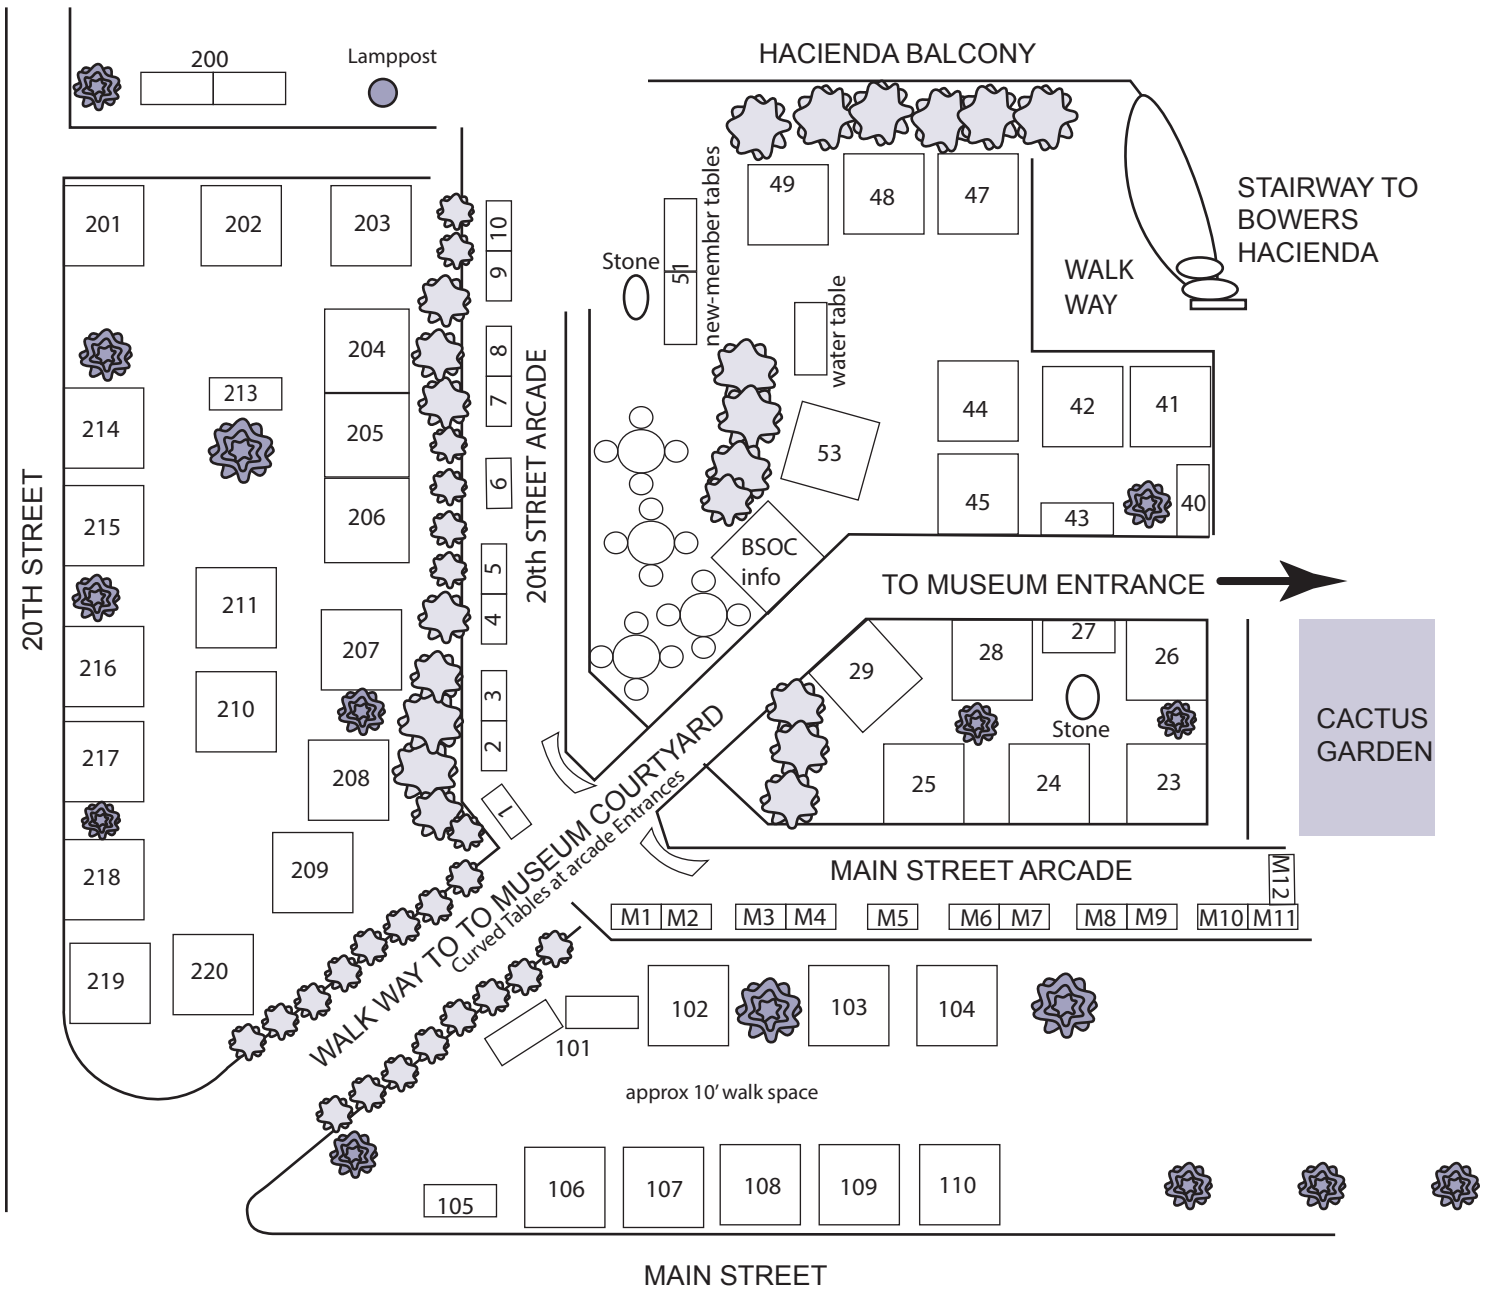 HACIENDA BALCONY
200
Lamppost
STAIRWAY TO
BOWERS
HACIENDA
WALK
WAY
201
202
203
10
9
8
7
6
5
4
3
2
1
Stone
51
new-member tables
water table
49
48
47
204
205
206
213
214
215
20TH STREET
20th STREET ARCADE
53
44
42
41
45
43
40
BSOC
info
TO MUSEUM ENTRANCE
211
207
216
210
217
208
218
209
219
220
29
28
27
26
Stone
25
24
23
CACTUS
GARDEN
WALK WAY TO TO MUSEUM COURTYARD
Curved Tables at arcade Entrances
MAIN STREET ARCADE
M12
M1
M2
M3
M4
M5
M6
M7
M8
M9
M10
M11
101
102
103
104
approx 10' walk space
105
106
107
108
109
110
MAIN STREET